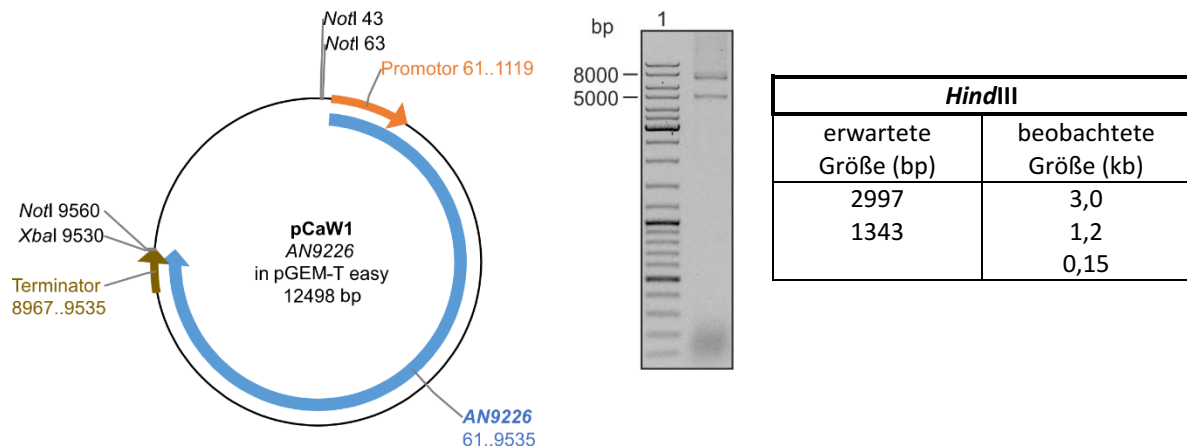 NotI 43
NotI 63
Promotor 61..1119
NotI 9560
XbaI 9530
Terminator
8967..9535
pCaW1
AN9226
in pGEM-T easy
12498 bp
AN9226
61..9535
bp
1
8000
5000
HindIII
erwartete
Größe (bp)
beobachtete
Größe (kb)
2997
3,0
1343
1,2
0,15